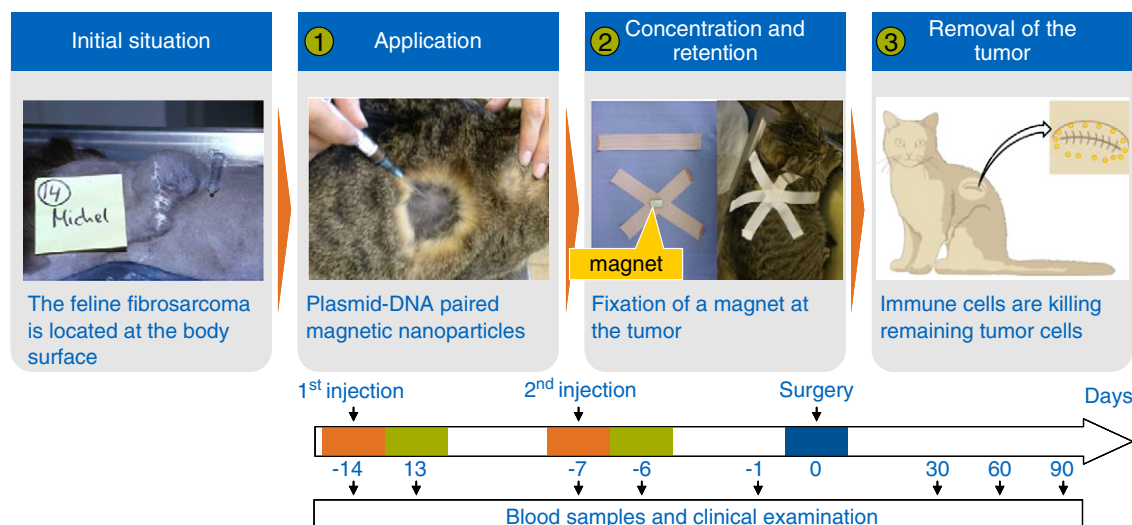 Initial situation
1 Application
2 Concentration and
retention
3 Removal of the
tumor
14
Michel
magnet
The feline fibrosarcoma
is located at the body
surface
Plasmid-DNA paired
magnetic nanoparticles
Fixation of a magnet at
the tumor
Immune cells are killing
remaining tumor cells
1st injection 2nd injection Surgery Days
-14 13 -7 -6 -1 0 30 60 90
Blood samples and clinical examination